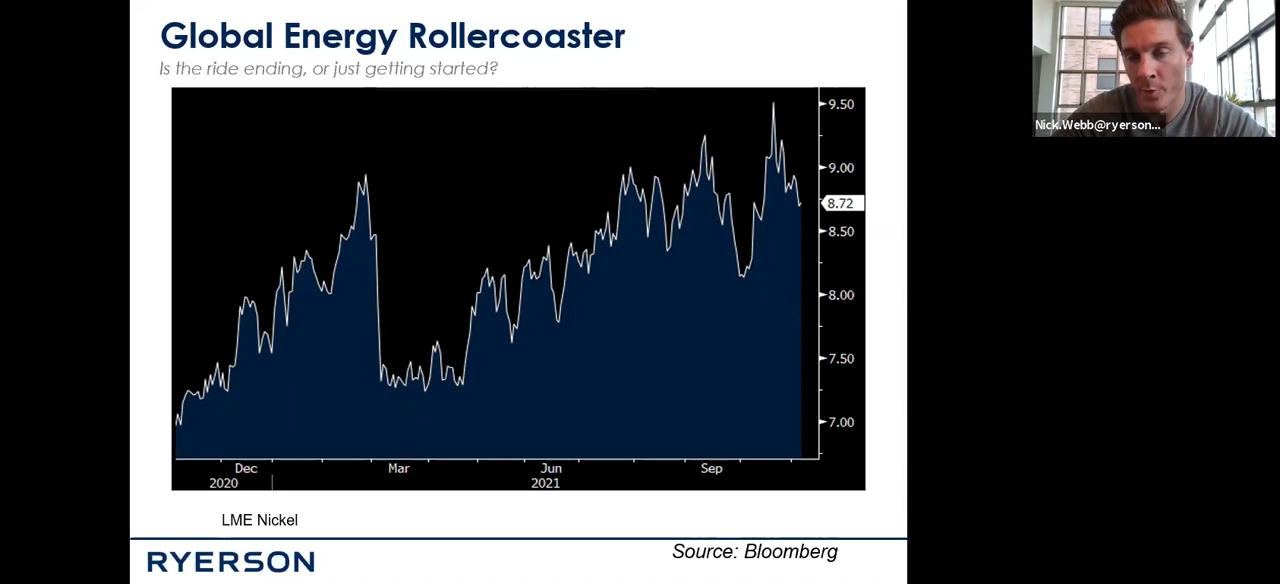 Global Energy Rollercoaster
Is the ride ending, or just getting started?
Nick.Webb@ryerson...
9.50
9.00
8.72
8.50
8.00
7.50
7.00
Dec Mar Jun Sep
2020 2021
LME Nickel
Source: Bloomberg
RYERSON